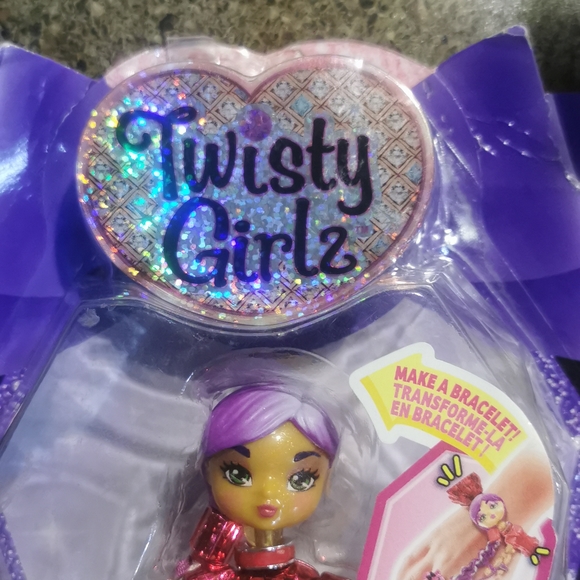 Twisty
Girlz
MAKE A BRACELET!
TRANSFORME-LA
EN BRACELET !